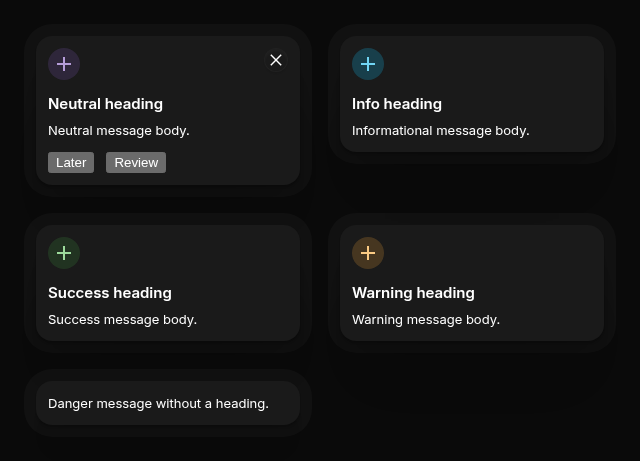 Neutral heading
Neutral message body.
Later Review
Info heading
Informational message body.
Success heading
Success message body.
Warning heading
Warning message body.
Danger message without a heading.